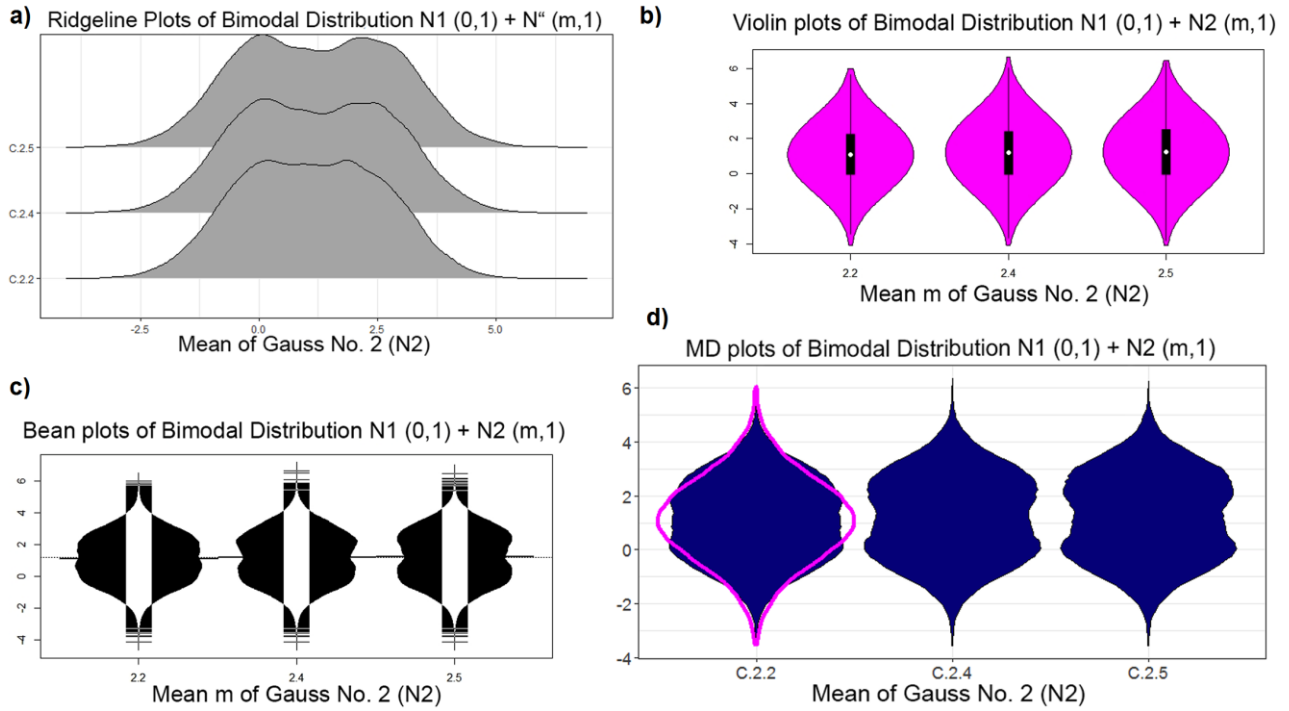 a)
Ridgeline Plots of Bimodal Distribution N1 (0,1) + N“ (m,1)
C.2.5
C.2.4
C.2.2
-2.5 0.0 2.5 5.0
Mean of Gauss No. 2 (N2)
b)
Violin plots of Bimodal Distribution N1 (0,1) + N2 (m,1)
6
4
2
0
-2
-4
2.2 2.4 2.5
Mean m of Gauss No. 2 (N2)
c)
Bean plots of Bimodal Distribution N1 (0,1) + N2 (m,1)
6
4
2
0
-2
-4
2.2 2.4 2.5
Mean m of Gauss No. 2 (N2)
d)
MD plots of Bimodal Distribution N1 (0,1) + N2 (m,1)
6
4
2
0
-2
-4
C.2.2 C.2.4 C.2.5
Mean of Gauss No. 2 (N2)